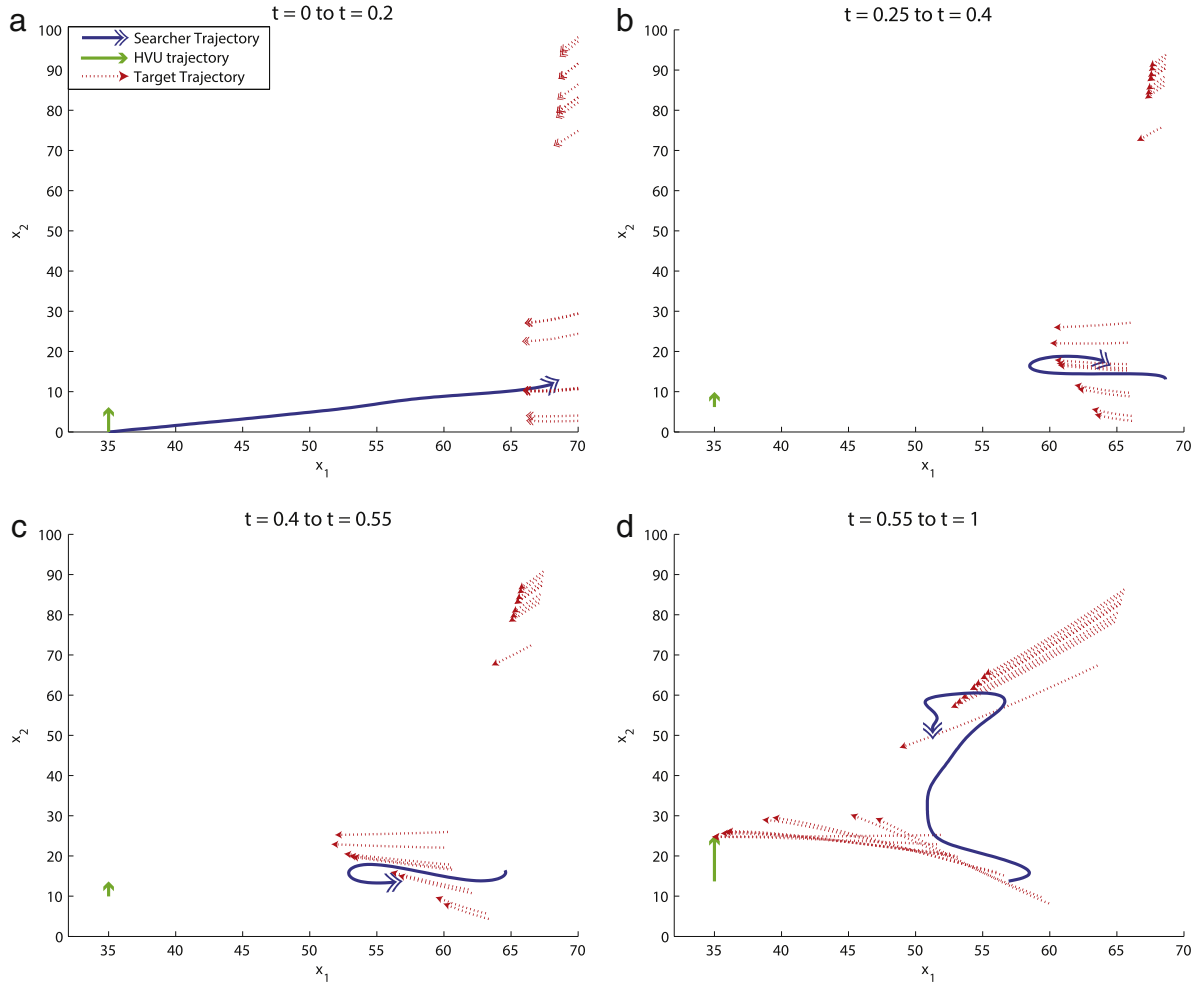 a
t = 0 to t = 0.2
Searcher Trajectory
HVU trajectory
Target Trajectory
100
90
80
70
60
50
40
30
20
10
0
x2
35 40 45 50 55 60 65 70
x1
b
t = 0.25 to t = 0.4
100
90
80
70
60
50
40
30
20
10
0
x2
35 40 45 50 55 60 65 70
x1
c
t = 0.4 to t = 0.55
100
90
80
70
60
50
40
30
20
10
0
x2
35 40 45 50 55 60 65 70
x1
d
t = 0.55 to t = 1
100
90
80
70
60
50
40
30
20
10
0
x2
35 40 45 50 55 60 65 70
x1